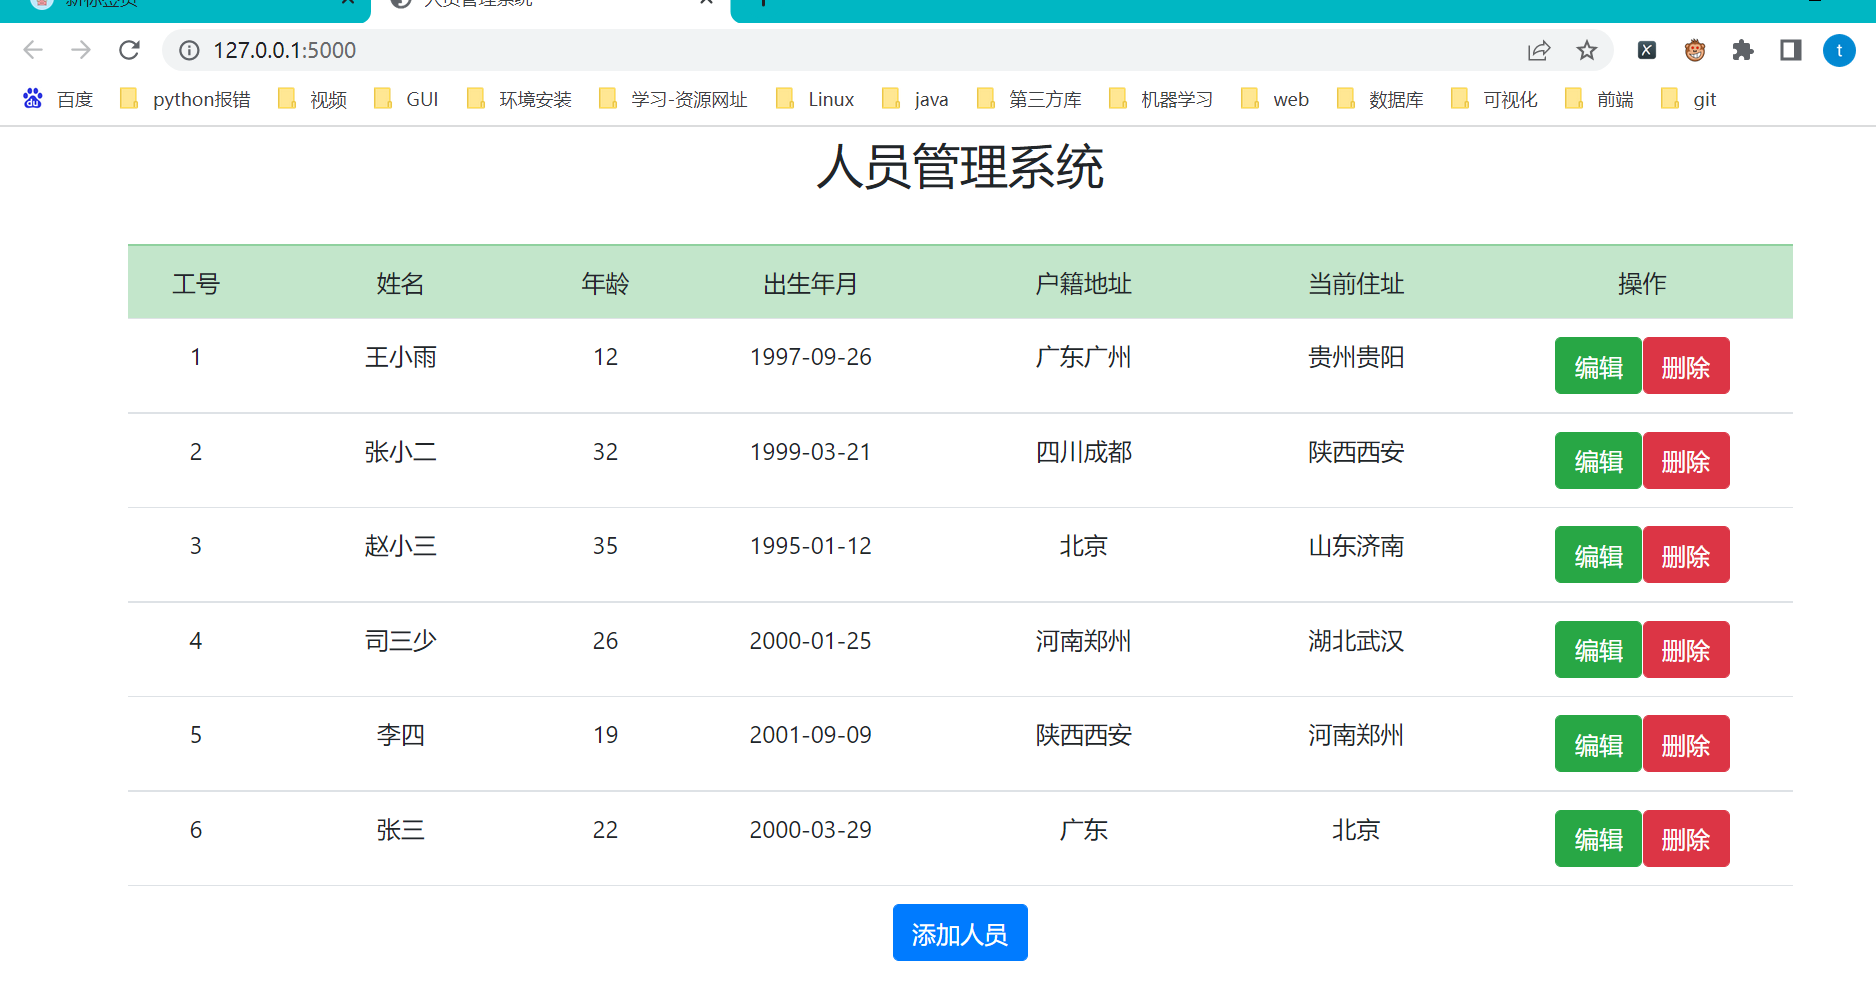 127.0.0.1:5000
t
百度 python报错 视频 GUI 环境安装 学习-资源网址 Linux java 第三方库 机器学习 web 数据库 可视化 前端 git
人员管理系统
工号 姓名 年龄 出生年月 户籍地址 当前住址 操作
1 王小雨 12 1997-09-26 广东广州 贵州贵阳 编辑 删除
2 张小二 32 1999-03-21 四川成都 陕西西安 编辑 删除
3 赵小三 35 1995-01-12 北京 山东济南 编辑 删除
4 司三少 26 2000-01-25 河南郑州 湖北武汉 编辑 删除
5 李四 19 2001-09-09 陕西西安 河南郑州 编辑 删除
6 张三 22 2000-03-29 广东 北京 编辑 删除
添加人员